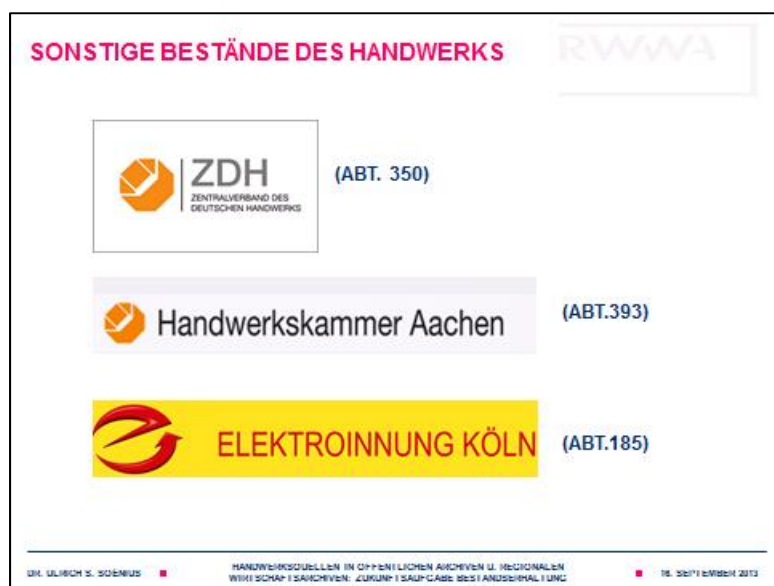 SONSTIGE BESTÄNDE DES HANDWERKS
RWWA
ZDH
ZENTRALVERBAND DES
DEUTSCHEN HANDWERKS
(ABT. 350)
Handwerkskammer Aachen
(ABT.393)
ELEKTROINNUNG KÖLN
(ABT.185)
DR. ULRICH S. SOÉNIUS
HANDWERKSQUELLEN IN ÖFFENTLICHEN ARCHIVEN U. REGIONALEN
WIRTSCHAFTSARCHIVEN: ZUKUNFTSAUFGABE BESTANDSERHALTUNG
16. SEPTEMBER 2013